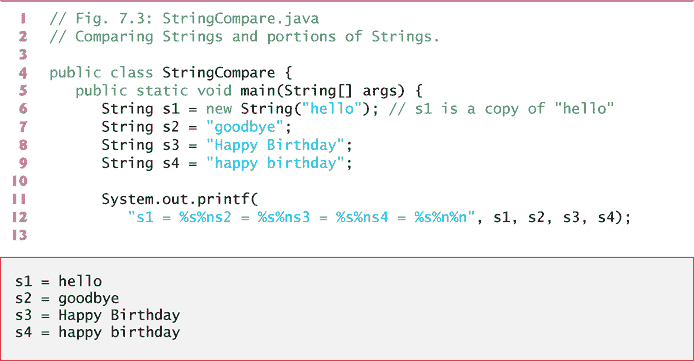 1 // Fig. 7.3: StringCompare.java
2 // Comparing Strings and portions of Strings.
3
4 public class StringCompare {
5 public static void main(String[] args) {
6 String s1 = new String("hello"); // s1 is a copy of "hello"
7 String s2 = "goodbye";
8 String s3 = "Happy Birthday";
9 String s4 = "happy birthday";
10
11 System.out.printf(
12 "s1 = %s%ns2 = %s%ns3 = %s%ns4 = %s%n%n", s1, s2, s3, s4);
13
s1 = hello
s2 = goodbye
s3 = Happy Birthday
s4 = happy birthday